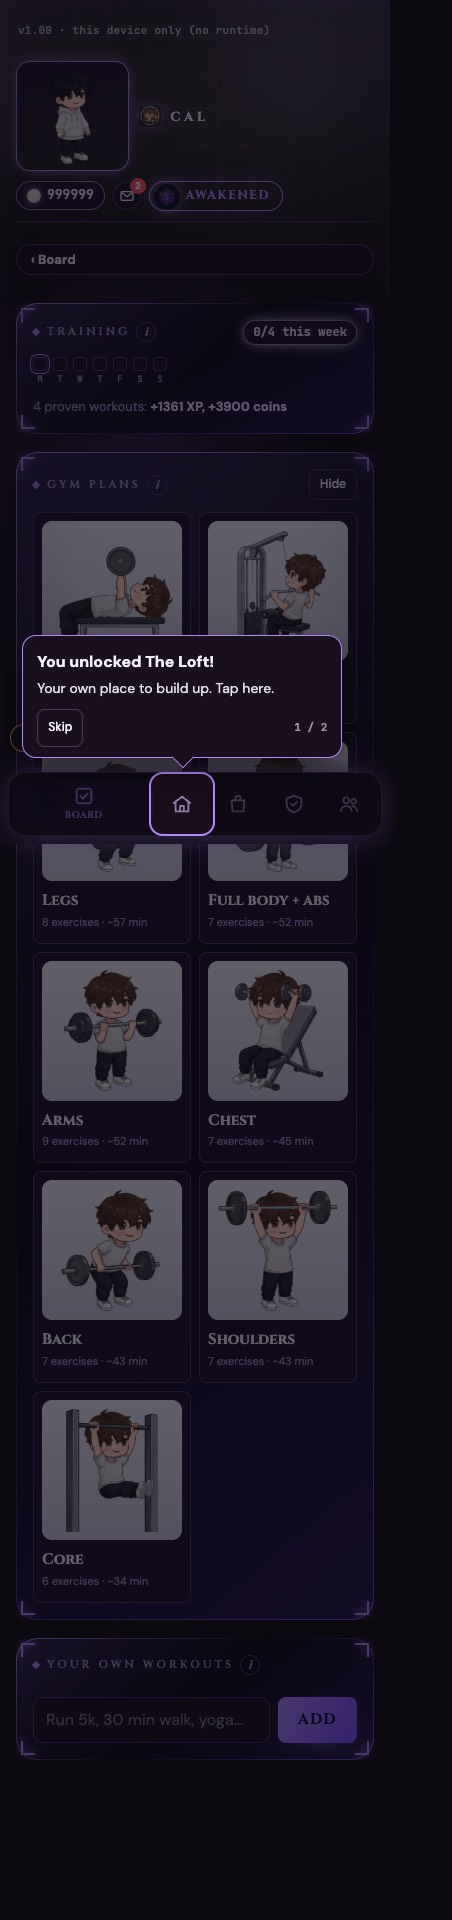 v1.00 · this device only (no runtime)
CAL
999999
2
AWAKENED
‹ Board
TRAINING i
0/4 this week
M T W T F S S
4 proven workouts: +1361 XP, +3900 coins
GYM PLANS i
Hide
You unlocked The Loft!
Your own place to build up. Tap here.
Skip
1 / 2
BOARD
LEGS
8 exercises · ~57 min
FULL BODY + ABS
7 exercises · ~52 min
ARMS
9 exercises · ~52 min
CHEST
7 exercises · ~45 min
BACK
7 exercises · ~43 min
SHOULDERS
7 exercises · ~43 min
CORE
6 exercises · ~34 min
YOUR OWN WORKOUTS i
Run 5k, 30 min walk, yoga...
ADD